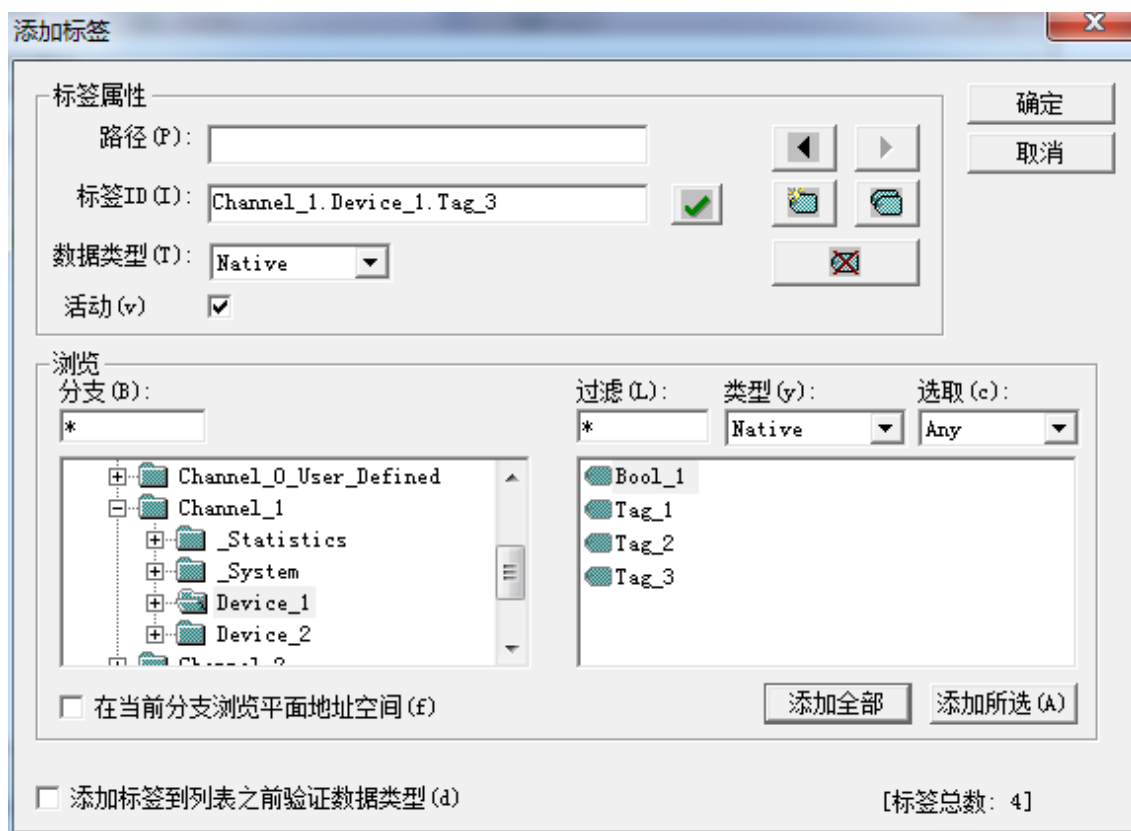 添加标签
标签属性
路径(P):
标签ID(I): Channel_1.Device_1.Tag_3
数据类型(T): Native
活动(v)
确定
取消
浏览
分支(B):
*
过滤(L): 类型(y): 选取(c):
* Native Any
Channel_0_User_Defined
Channel_1
_Statistics
_System
Device_1
Device_2
Bool_1
Tag_1
Tag_2
Tag_3
在当前分支浏览平面地址空间(f)
添加全部 添加所选(A)
添加标签到列表之前验证数据类型(d)
[标签总数: 4]